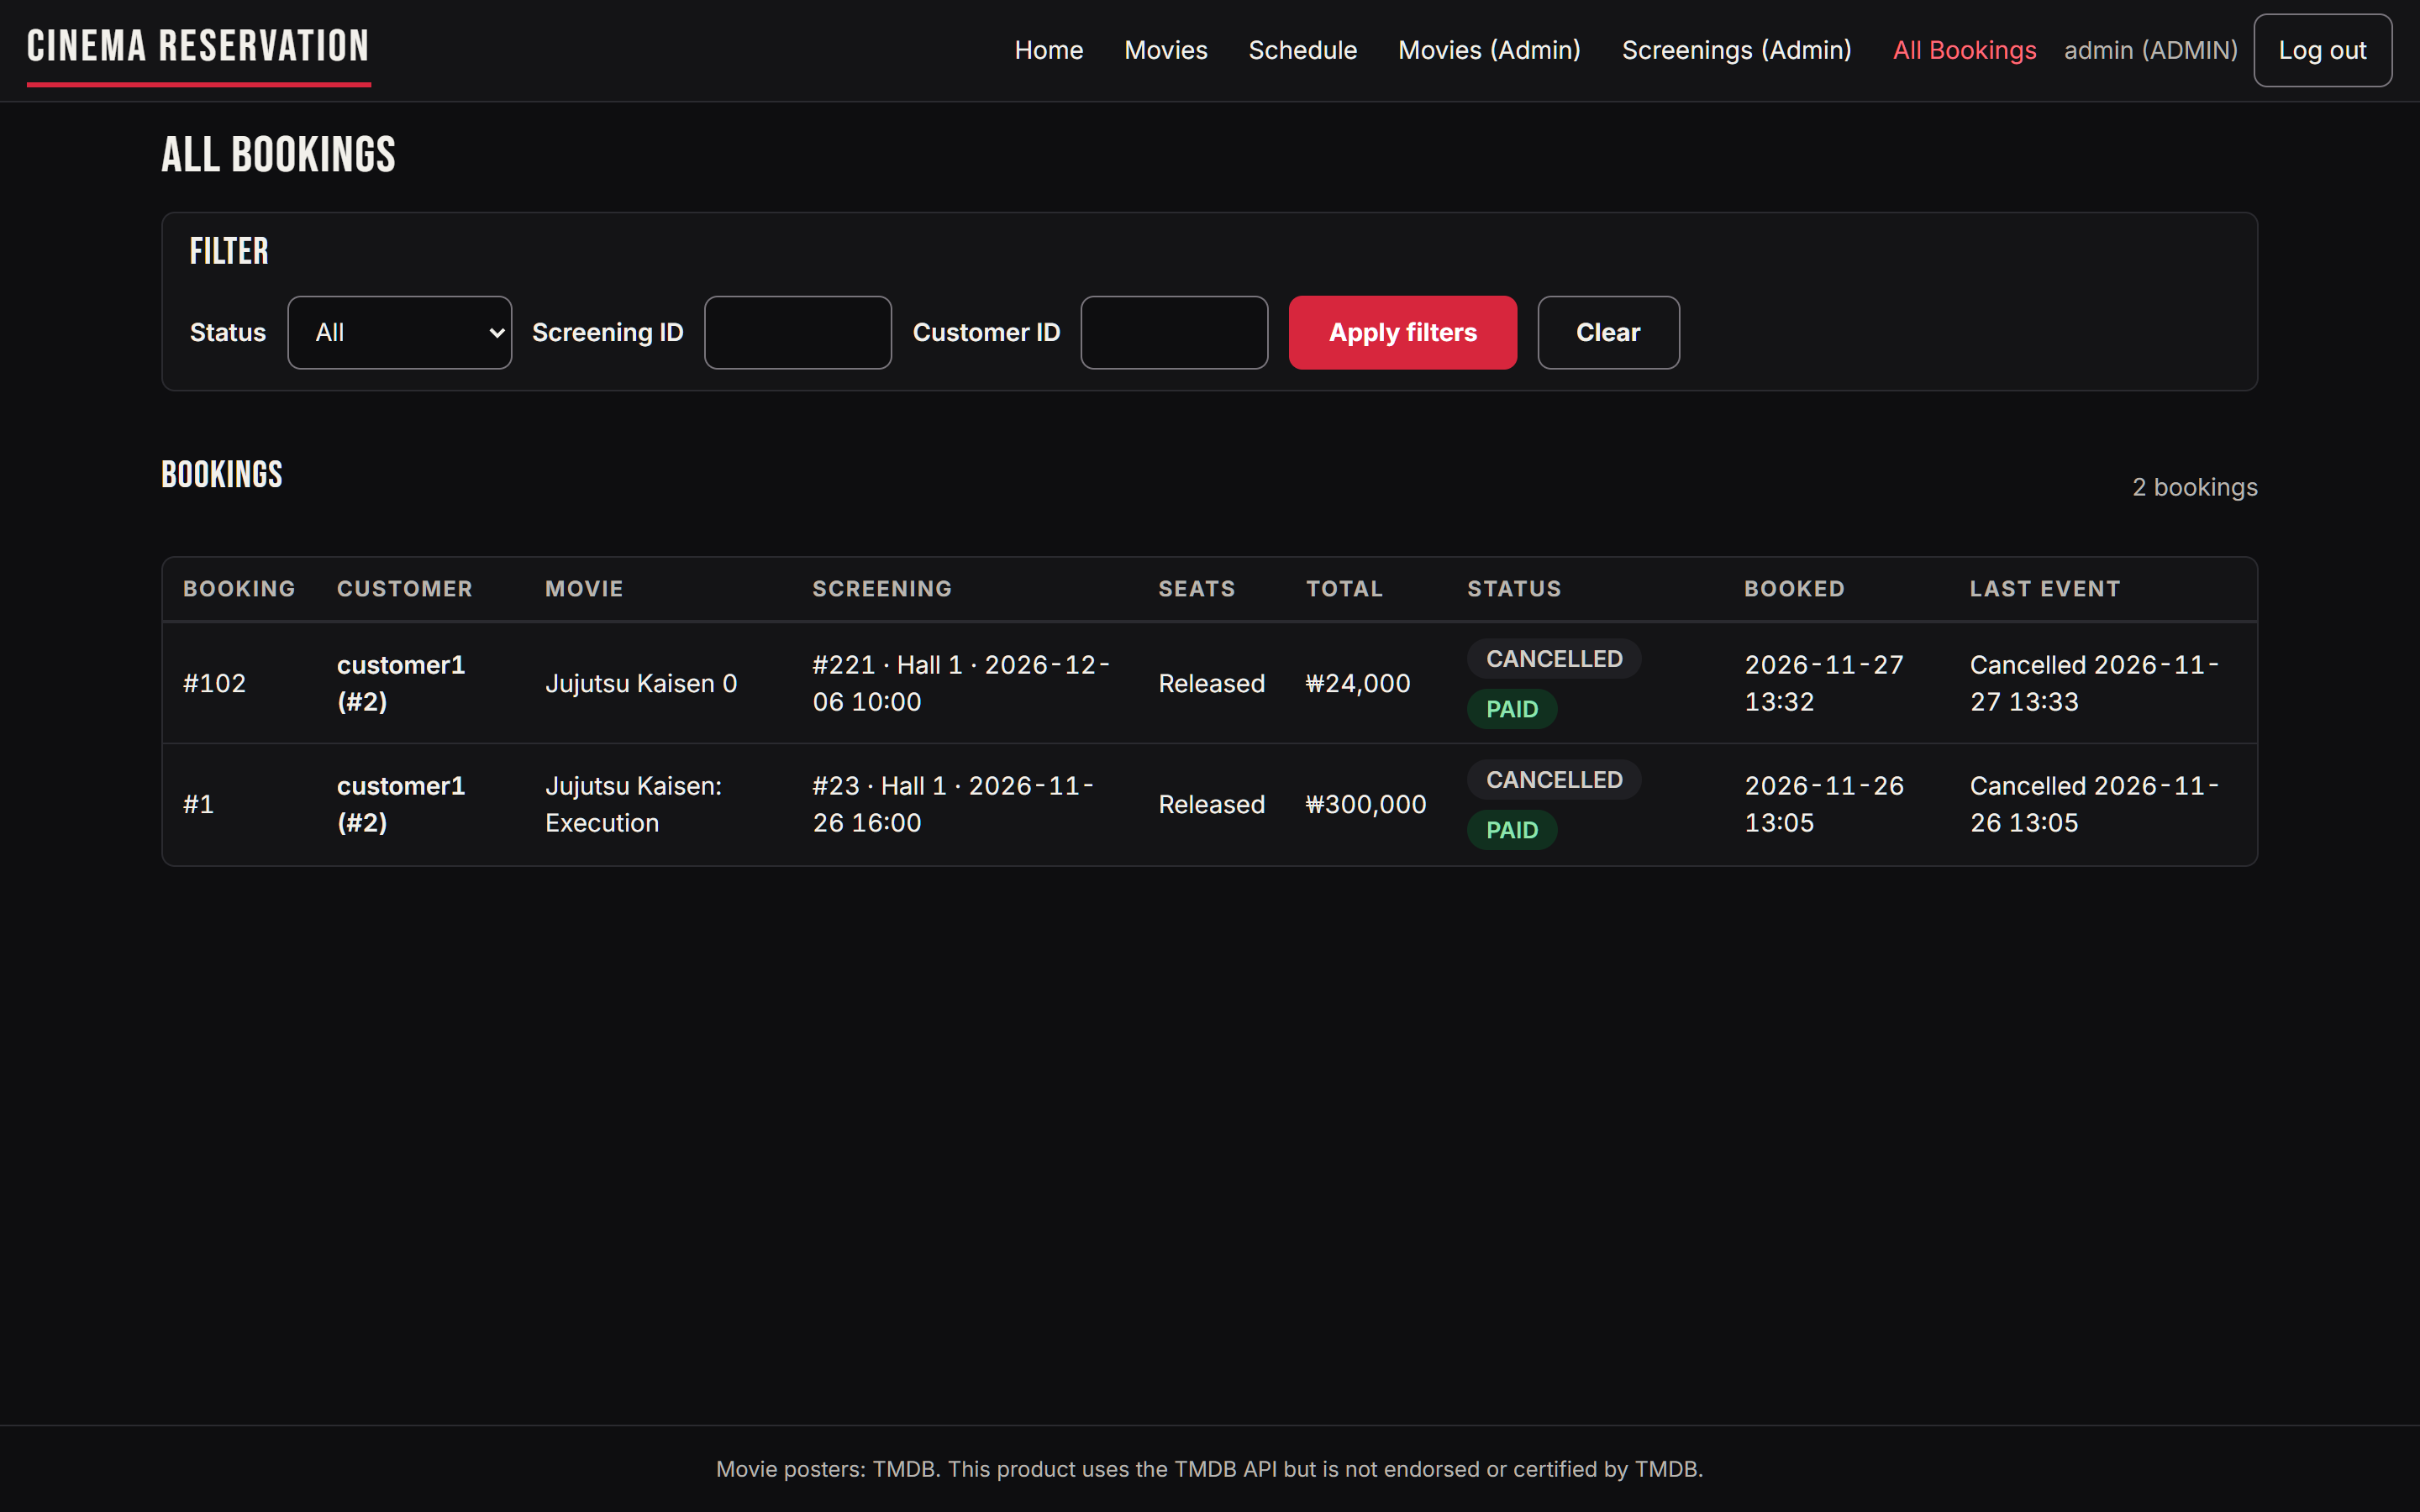 CINEMA RESERVATION
Home Movies Schedule Movies (Admin) Screenings (Admin) All Bookings admin (ADMIN) Log out
ALL BOOKINGS
FILTER
Status All Screening ID Customer ID Apply filters Clear
BOOKINGS
2 bookings
BOOKING CUSTOMER MOVIE SCREENING SEATS TOTAL STATUS BOOKED LAST EVENT
#102 customer1 (#2) Jujutsu Kaisen 0 #221 · Hall 1 · 2026-12-06 10:00 Released ₩24,000 CANCELLED PAID 2026-11-27 13:32 Cancelled 2026-11-27 13:33
#1 customer1 (#2) Jujutsu Kaisen: Execution #23 · Hall 1 · 2026-11-26 16:00 Released ₩300,000 CANCELLED PAID 2026-11-26 13:05 Cancelled 2026-11-26 13:05
Movie posters: TMDB. This product uses the TMDB API but is not endorsed or certified by TMDB.